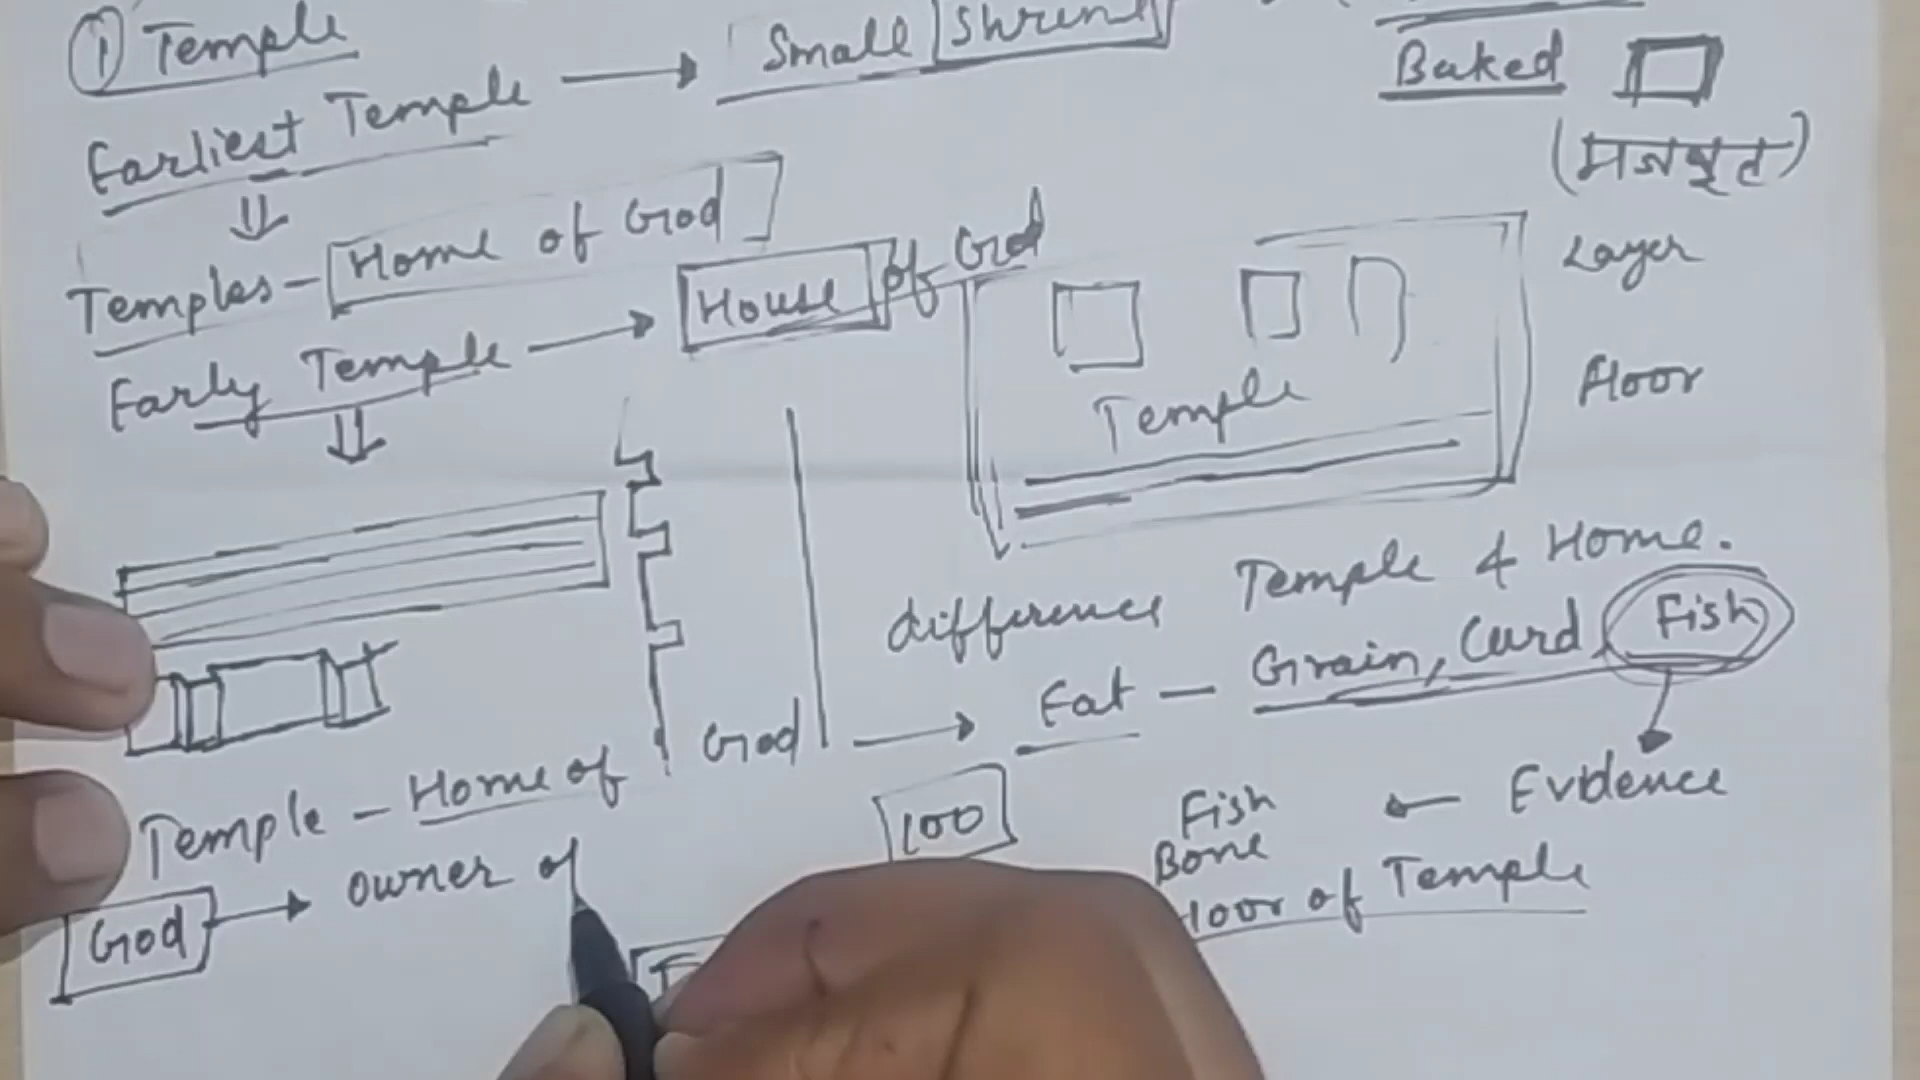 ① Temple
Earliest Temple → Small Shrine
Baked
(मजबूत)
Temples - Home of God
Early Temple → House of God
Layer
Floor
Temple
difference Temple & Home.
God → Eat - Grain, Curd, Fish
Evidence
Fish
Bone
Floor of Temple
100
Temple - Home of
God → owner of